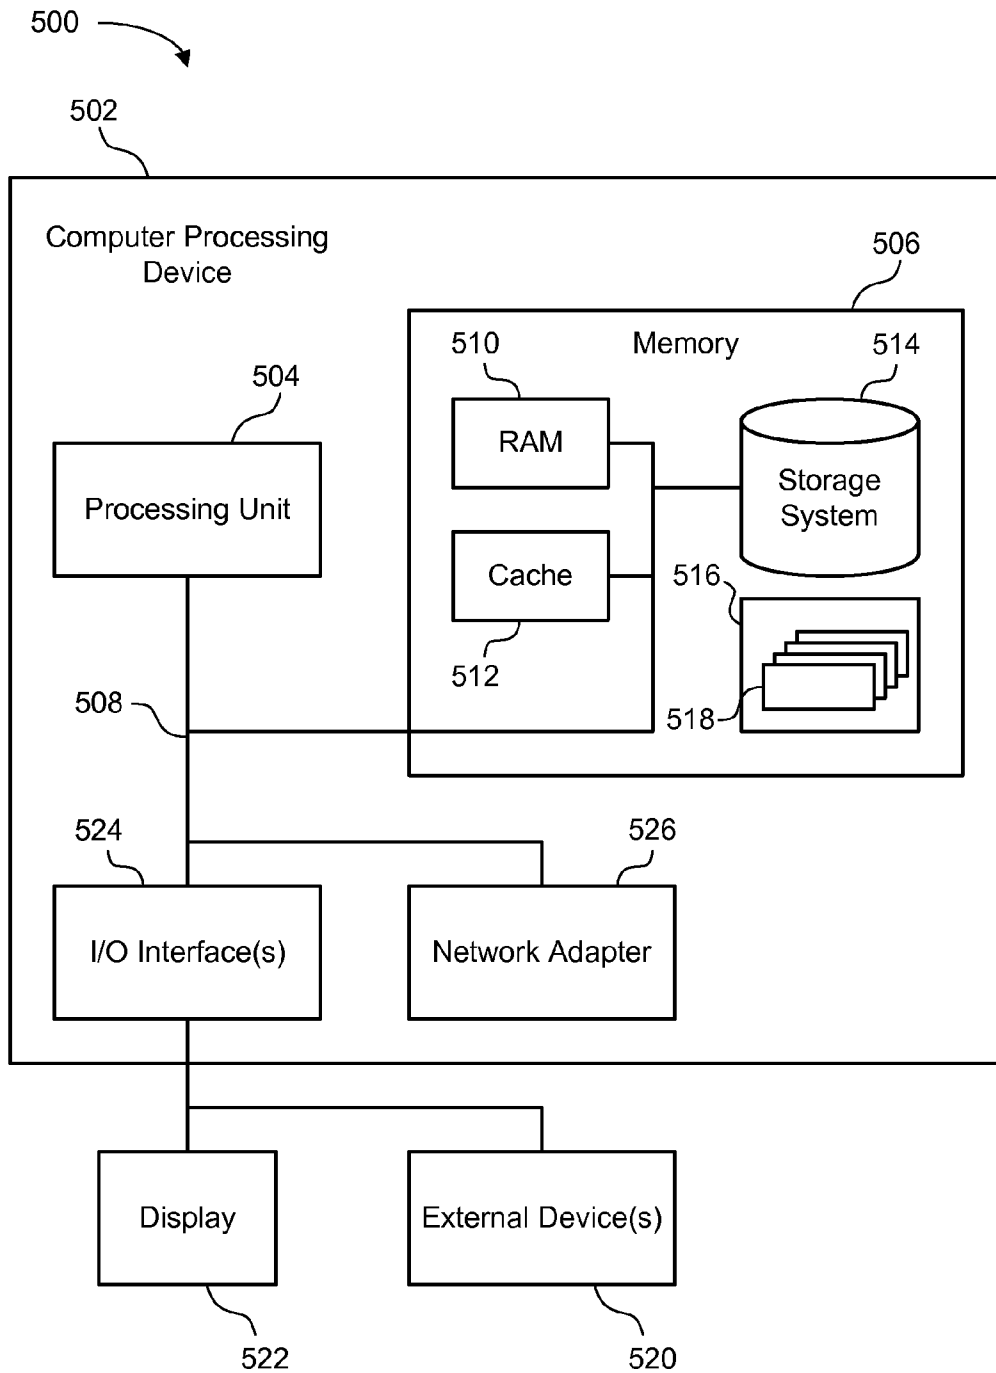 500
502
Computer Processing
Device
506
510
Memory
514
504
RAM
Storage
System
Processing Unit
Cache
516
512
518
508
524
526
I/O Interface(s)
Network Adapter
Display
External Device(s)
522
520